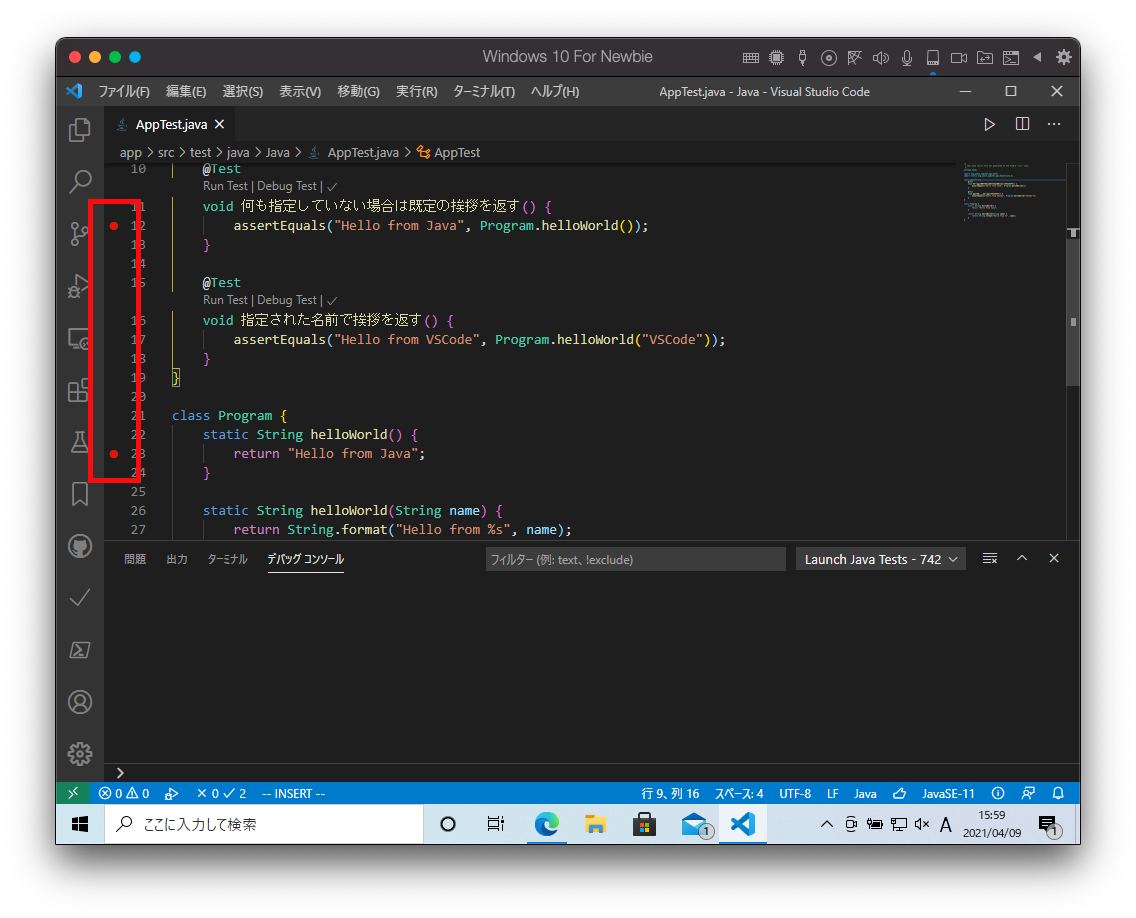 Windows 10 For Newbie
ファイル(F) 編集(E) 選択(S) 表示(V) 移動(G) 実行(R) ターミナル(T) ヘルプ(H) AppTest.java - Java - Visual Studio Code
AppTest.java
app > src > test > java > Java > AppTest.java > AppTest
10 @Test
Run Test | Debug Test | ✓
11 void 何も指定していない場合は既定の挨拶を返す() {
12 assertEquals("Hello from Java", Program.helloWorld());
13 }
14
15 @Test
Run Test | Debug Test | ✓
16 void 指定された名前で挨拶を返す() {
17 assertEquals("Hello from VSCode", Program.helloWorld("VSCode"));
18 }
19 }
20
21 class Program {
22 static String helloWorld() {
23 return "Hello from Java";
24 }
25
26 static String helloWorld(String name) {
27 return String.format("Hello from %s", name);
問題 出力 ターミナル デバッグ コンソール フィルター (例: text、!exclude) Launch Java Tests - 742
>
0 0 0 2 -- INSERT -- 行 9、列 16 スペース: 4 UTF-8 LF Java JavaSE-11
ここに入力して検索 1 A 15:59
2021/04/09 1